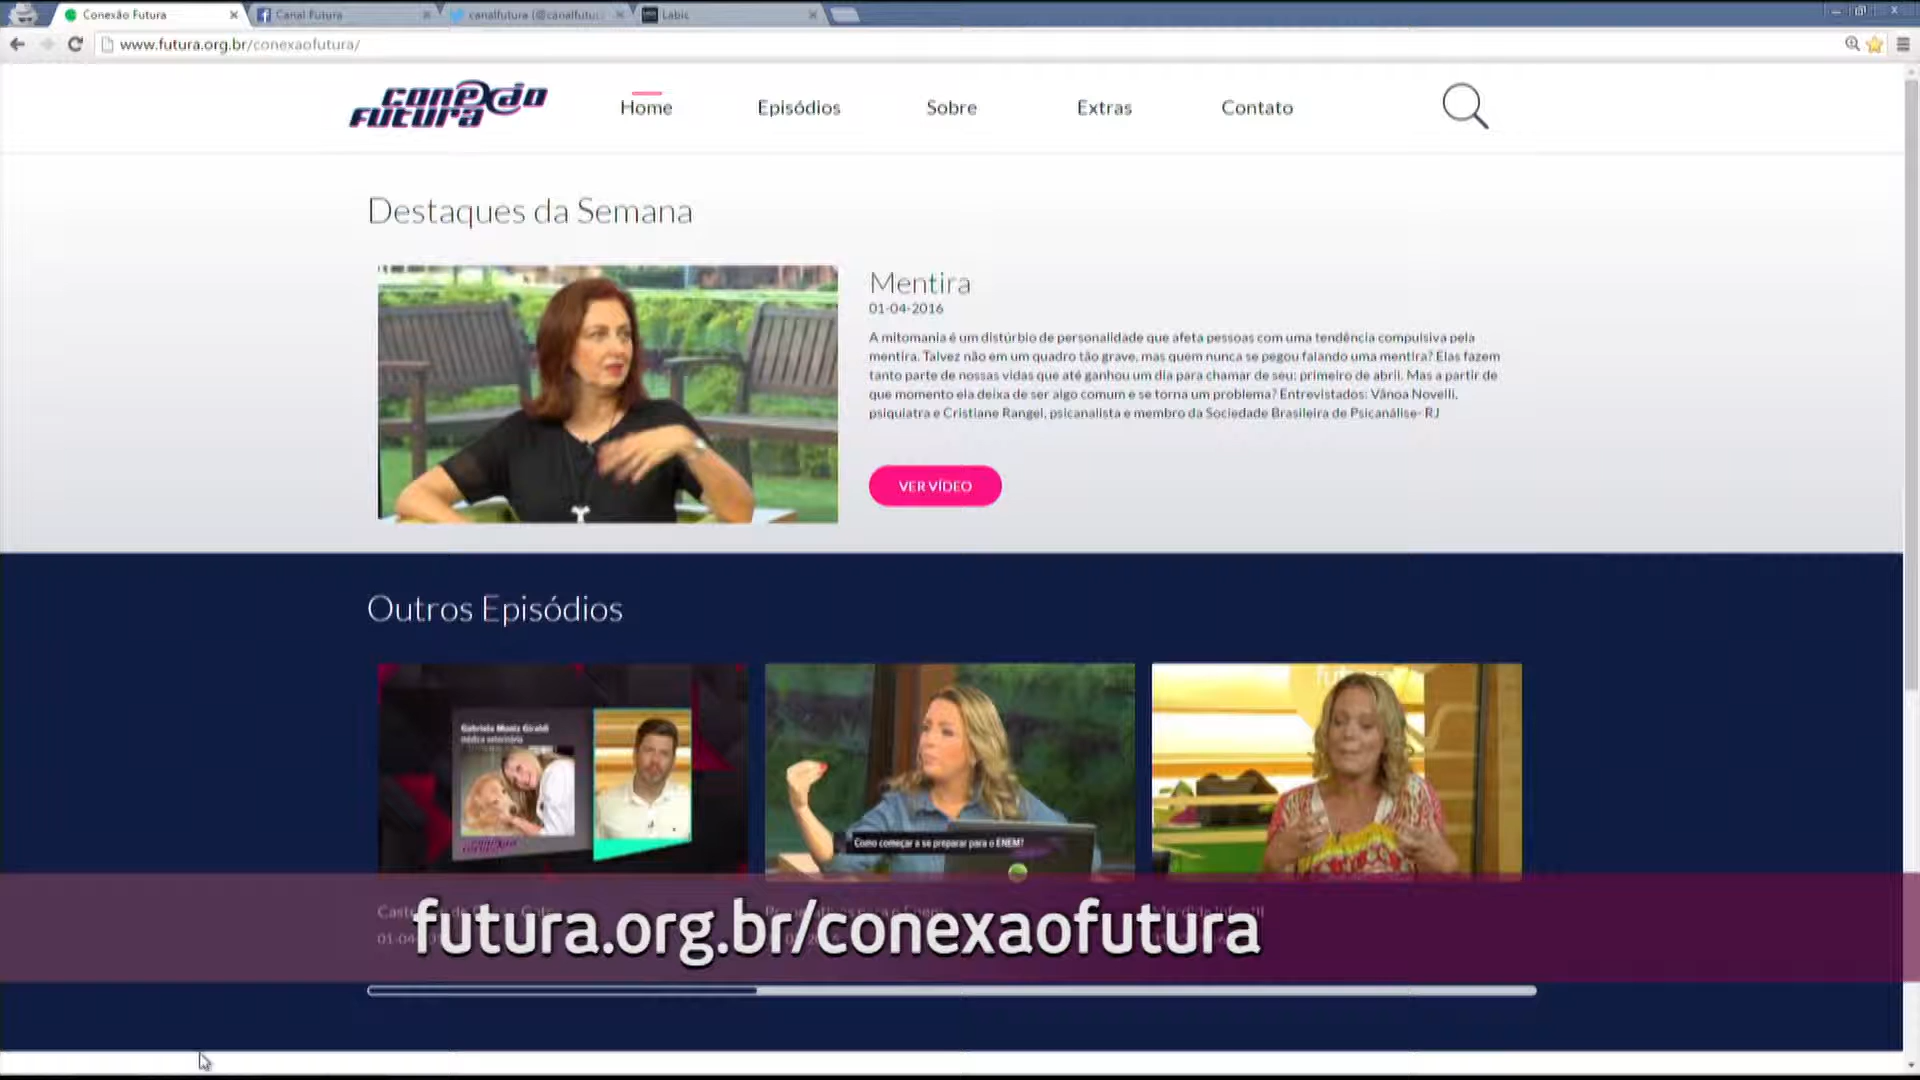 Conexão Futura
Canal Futura
canalfutura (@canalfutu
Labic
www.futura.org.br/conexaofutura/
conexão
futura
Home
Episódios
Sobre
Extras
Contato
Destaques da Semana
Mentira
01-04-2016
A mitomania é um distúrbio de personalidade que afeta pessoas com uma tendência compulsiva pela
mentira. Talvez não em um quadro tão grave, mas quem nunca se pegou falando uma mentira? Elas fazem
tanto parte de nossas vidas que até ganhou um dia para chamar de seu: primeiro de abril. Mas a partir de
que momento ela deixa de ser algo comum e se torna um problema? Entrevistados: Vânoa Novelli,
psiquiatra e Cristiane Rangel, psicanalista e membro da Sociedade Brasileira de Psicanálise- RJ
VER VÍDEO
Outros Episódios
Gabriela Muniz Giraldi
médica veterinária
Como começar a se preparar para o ENEM?
futura.org.br/conexaofutura